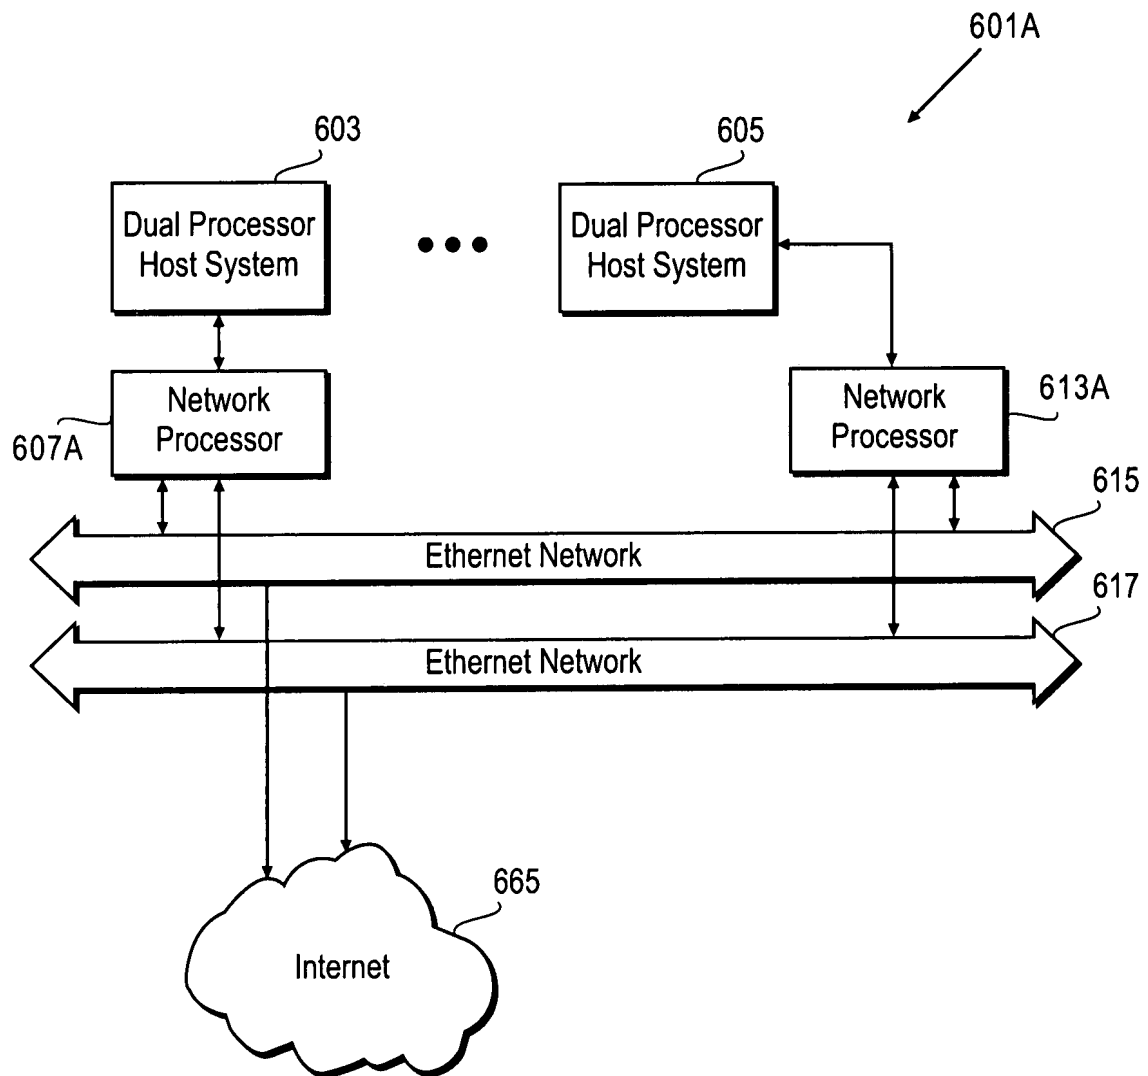 601A
603
605
Dual Processor
Host System
Dual Processor
Host System
Network
Processor
607A
Network
Processor
613A
615
Ethernet Network
617
Ethernet Network
665
Internet